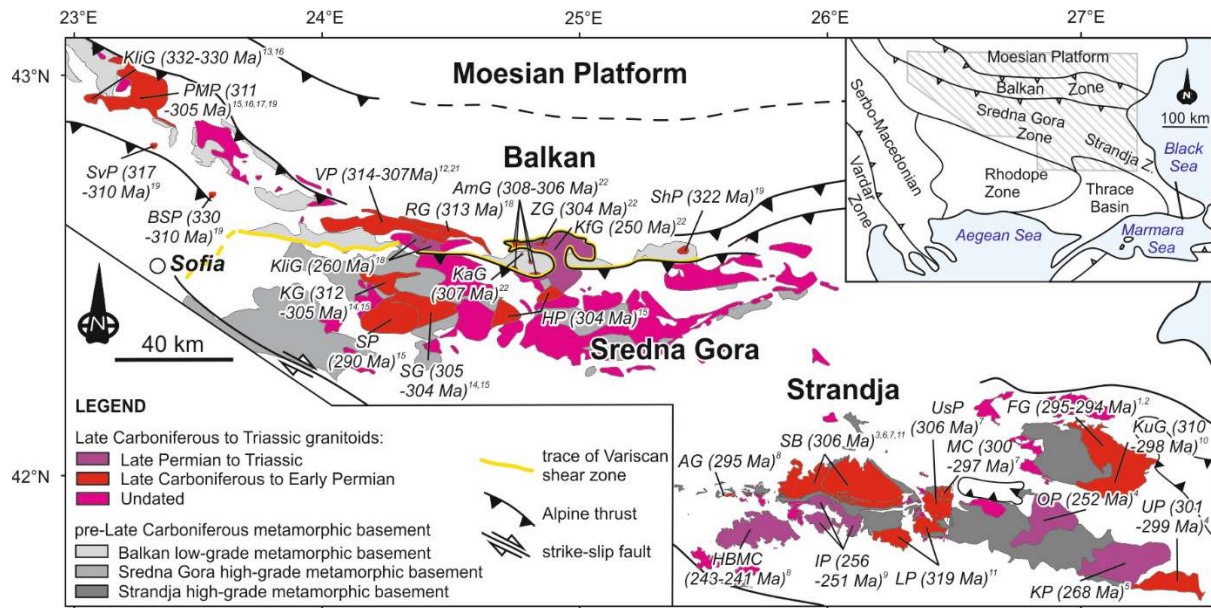 23°E
24°E
25°E
26°E
27°E
43°N
42°N
KliG (332-330 Ma)13,16
PMP (311
-305 Ma)15,16,17,19
SvP (317
-310 Ma)19
BSP (330
-310 Ma)19
Sofia
VP (314-307Ma)12,21
RG (313 Ma)18
Moesian Platform
Balkan
AmG (308-306 Ma)22
ZG (304 Ma)22
KfG (250 Ma)22
ShP (322 Ma)19
KliG (260 Ma)18
KG (312
-305 Ma)14,15
KaG
(307 Ma)22
SP
(290 Ma)15
SG (305
-304 Ma)14,15
HP (304 Ma)15
Sredna Gora
N
40 km
Moesian Platform
Balkan Zone
Sredna Gora
Zone
Strandja Z.
Serbo-Macedonian
Vardar Zone
Rhodope
Zone
Thrace
Basin
Black
Sea
Aegean Sea
Marmara
Sea
N
100 km
Strandja
AG (295 Ma)8
SB (306 Ma)3,6,7,11
UsP
(306 Ma)7
MC (300
-297 Ma)7
FG (295-294 Ma)1,2
KuG (310
-298 Ma)10
OP (252 Ma)4
UP (301
-299 Ma)4
HBMC
(243-241 Ma)8
IP (256
-251 Ma)9
LP (319 Ma)11
KP (268 Ma)5
LEGEND
Late Carboniferous to Triassic granitoids:
Late Permian to Triassic
Late Carboniferous to Early Permian
Undated
pre-Late Carboniferous metamorphic basement
Balkan low-grade metamorphic basement
Sredna Gora high-grade metamorphic basement
Strandja high-grade metamorphic basement
trace of Variscan
shear zone
Alpine thrust
strike-slip fault